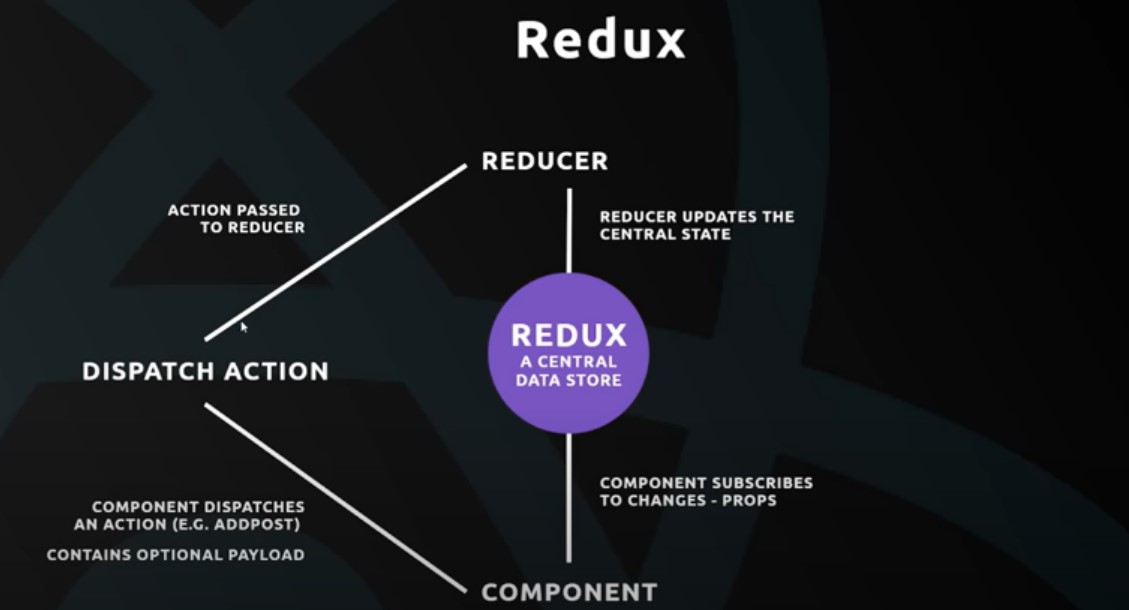 Redux
REDUCER
ACTION PASSED
TO REDUCER
REDUCER UPDATES THE
CENTRAL STATE
REDUX
A CENTRAL
DATA STORE
DISPATCH ACTION
COMPONENT SUBSCRIBES
TO CHANGES - PROPS
COMPONENT DISPATCHES
AN ACTION (E.G. ADDPOST)
CONTAINS OPTIONAL PAYLOAD
COMPONENT